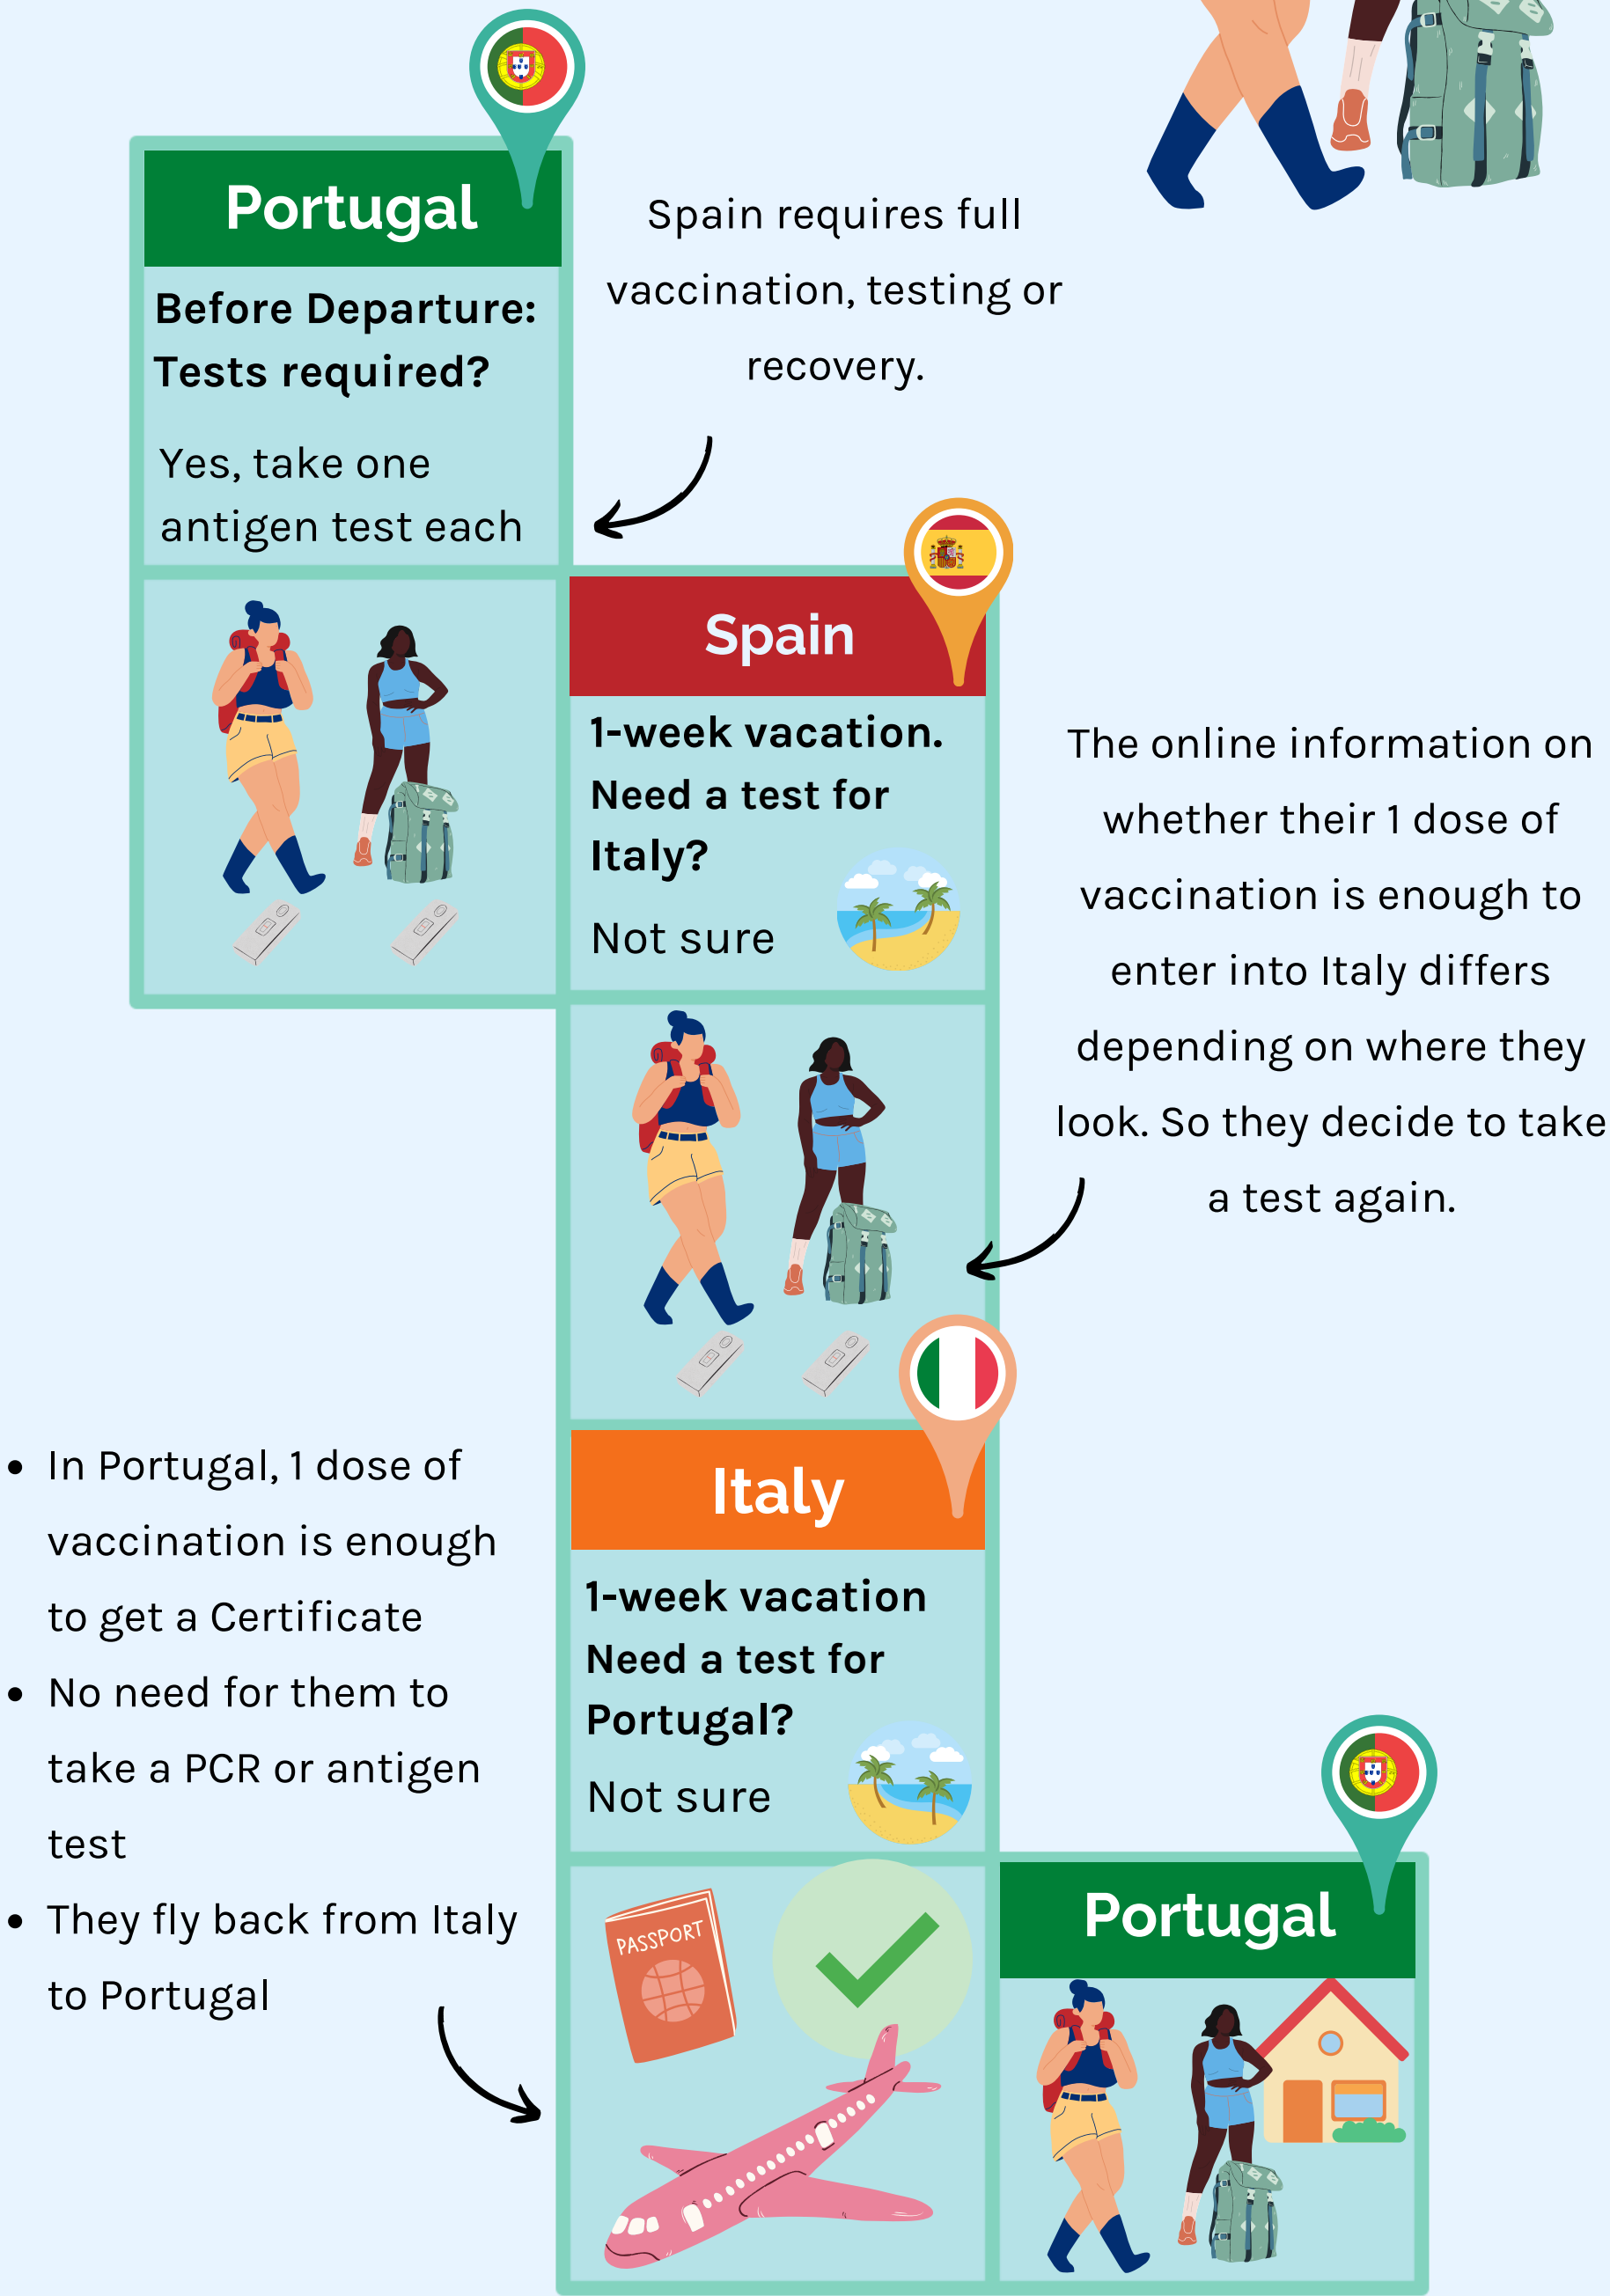 Portugal
Before Departure:
Tests required?
Yes, take one
antigen test each
Spain requires full
vaccination, testing or
recovery.
Spain
1-week vacation.
Need a test for
Italy?
Not sure
The online information on
whether their 1 dose of
vaccination is enough to
enter into Italy differs
depending on where they
look. So they decide to take
a test again.
Italy
1-week vacation
Need a test for
Portugal?
Not sure
• In Portugal, 1 dose of
vaccination is enough
to get a Certificate
• No need for them to
take a PCR or antigen
test
• They fly back from Italy
to Portugal
PASSPORT
Portugal